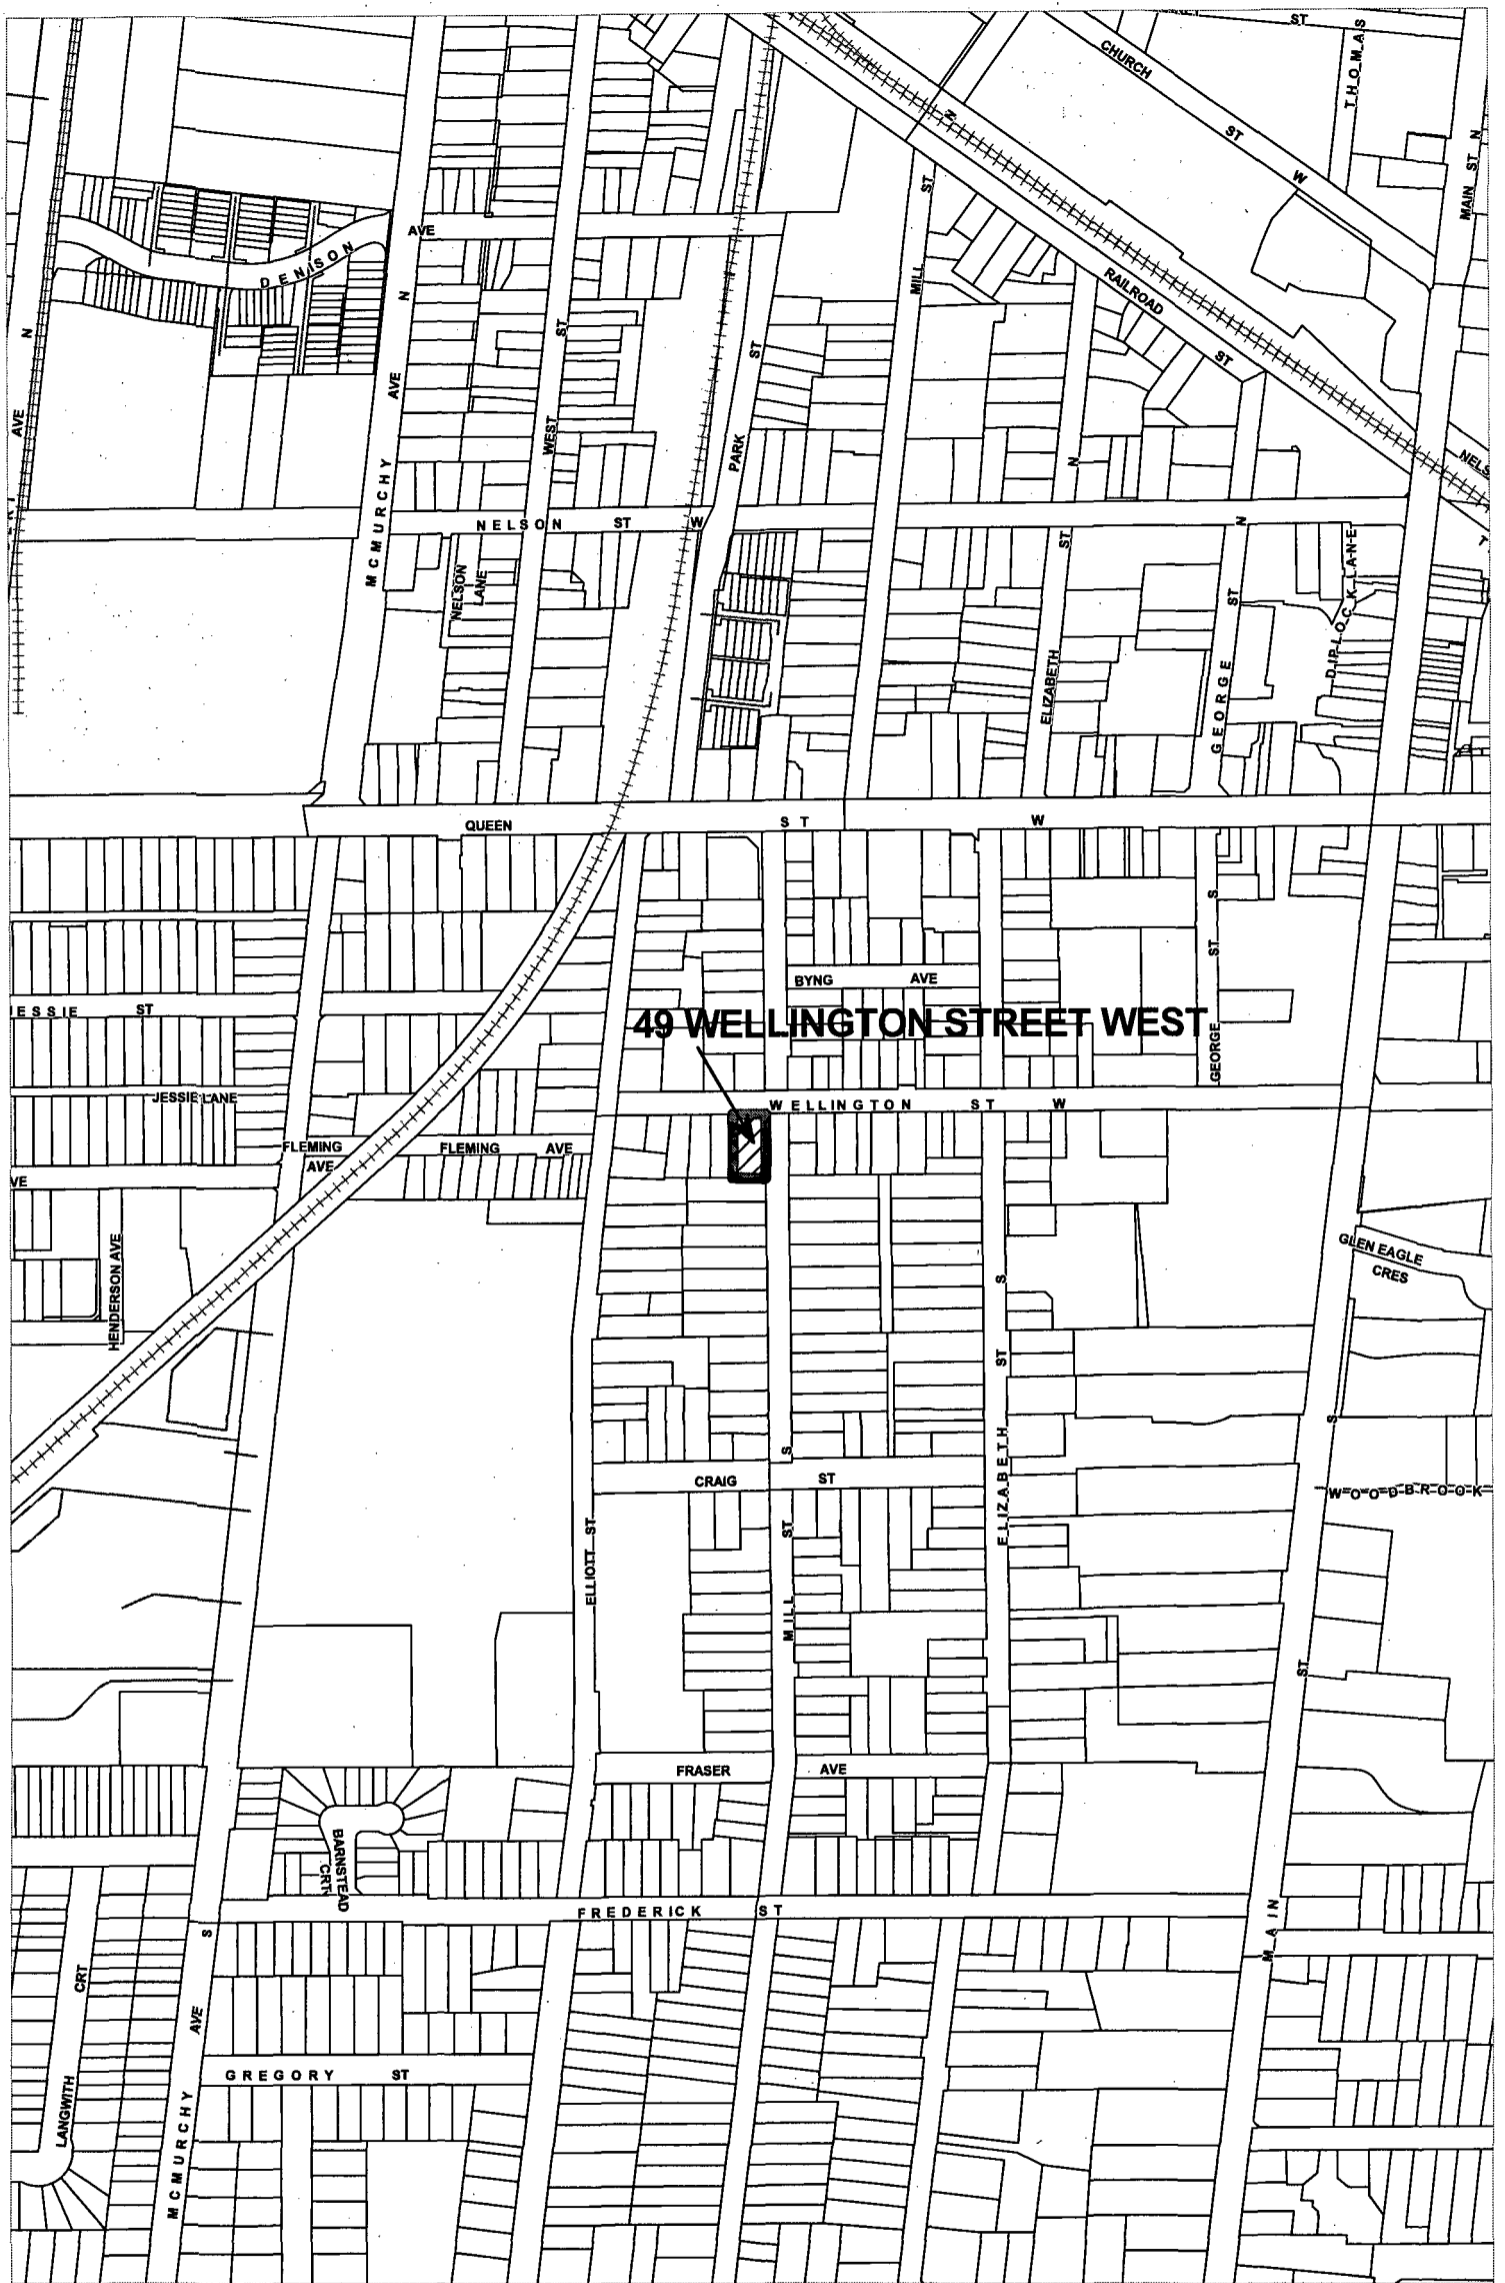 ST
THOMAS
CHURCH ST W
MAIN ST N
N
MILL ST
AVE
DENISON
MCMURCHY AVE N
WEST ST
PARK ST
RAILROAD ST
AVE N
NELSON ST W
NELSON LANE
ELIZABETH ST N
GEORGE ST N
DIPLOCK LANE
QUEEN ST W
BYNG AVE
GEORGE ST S
JESSIE ST
49 WELLINGTON STREET WEST
JESSIE LANE
WELLINGTON ST W
FLEMING AVE
FLEMING AVE
VE
HENDERSON AVE
GLEN EAGLE CRES
ELIZABETH ST S
CRAIG ST
WOODBROOK
ELLIOTT ST
MILL ST S
FRASER AVE
BARNSTEAD CRT
FREDERICK ST
MAIN ST S
LANGWITH CRT
MCMURCHY AVE S
GREGORY ST